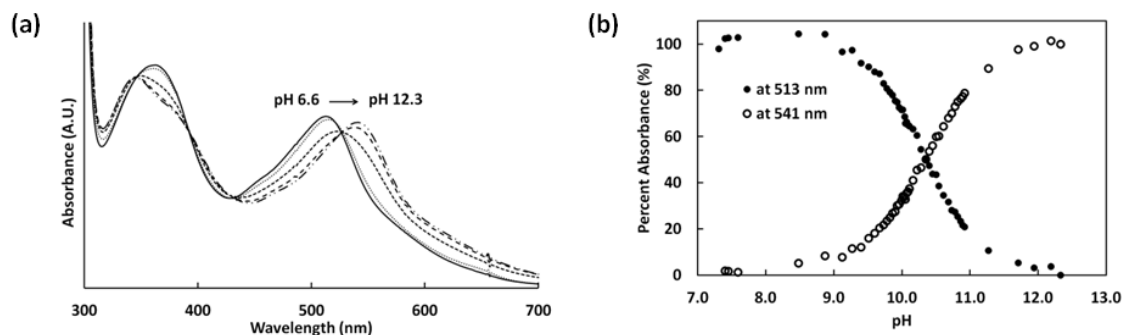 (a)
Absorbance (A.U.)
pH 6.6 → pH 12.3
300 400 500 600 700
Wavelength (nm)
(b)
Percent Absorbance (%)
100
80
60
40
20
0
● at 513 nm
○ at 541 nm
7.0 8.0 9.0 10.0 11.0 12.0 13.0
pH